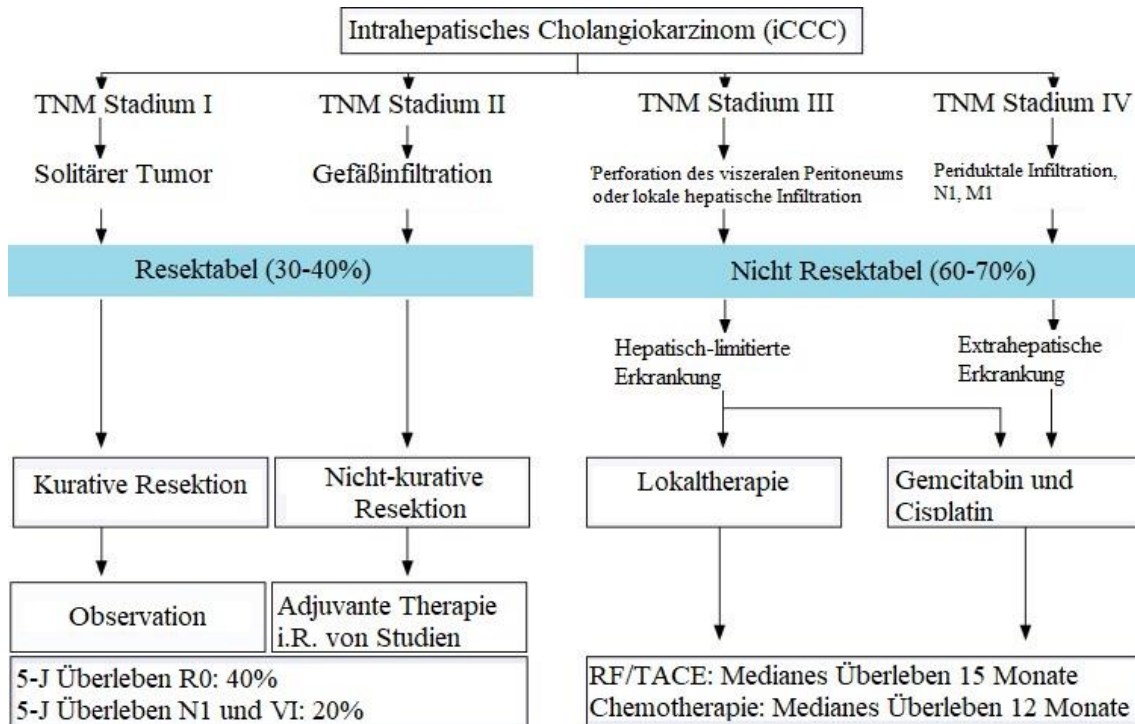 Intrahepatisches Cholangiokarzinom (iCCC)
TNM Stadium I
TNM Stadium II
TNM Stadium III
TNM Stadium IV
Solitärer Tumor
Gefäßinfiltration
Perforation des viszeralen Peritoneums
oder lokale hepatische Infiltration
Periduktale Infiltration,
N1, M1
Resektabel (30-40%)
Nicht Resektabel (60-70%)
Hepatisch-limitierte
Erkrankung
Extrahepatische
Erkrankung
Kurative Resektion
Nicht-kurative
Resektion
Lokaltherapie
Gemcitabin und
Cisplatin
Observation
Adjuvante Therapie
i.R. von Studien
5-J Überleben R0: 40%
5-J Überleben N1 und VI: 20%
RF/TACE: Medianes Überleben 15 Monate
Chemotherapie: Medianes Überleben 12 Monate